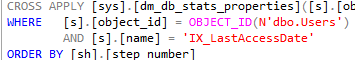 CROSS APPLY [sys].[dm_db_stats_properties]([s].[ob
WHERE [s].[object_id] = OBJECT_ID(N'dbo.Users')
AND [s].[name] = 'IX_LastAccessDate'
ORDER BY [sh].[step_number]